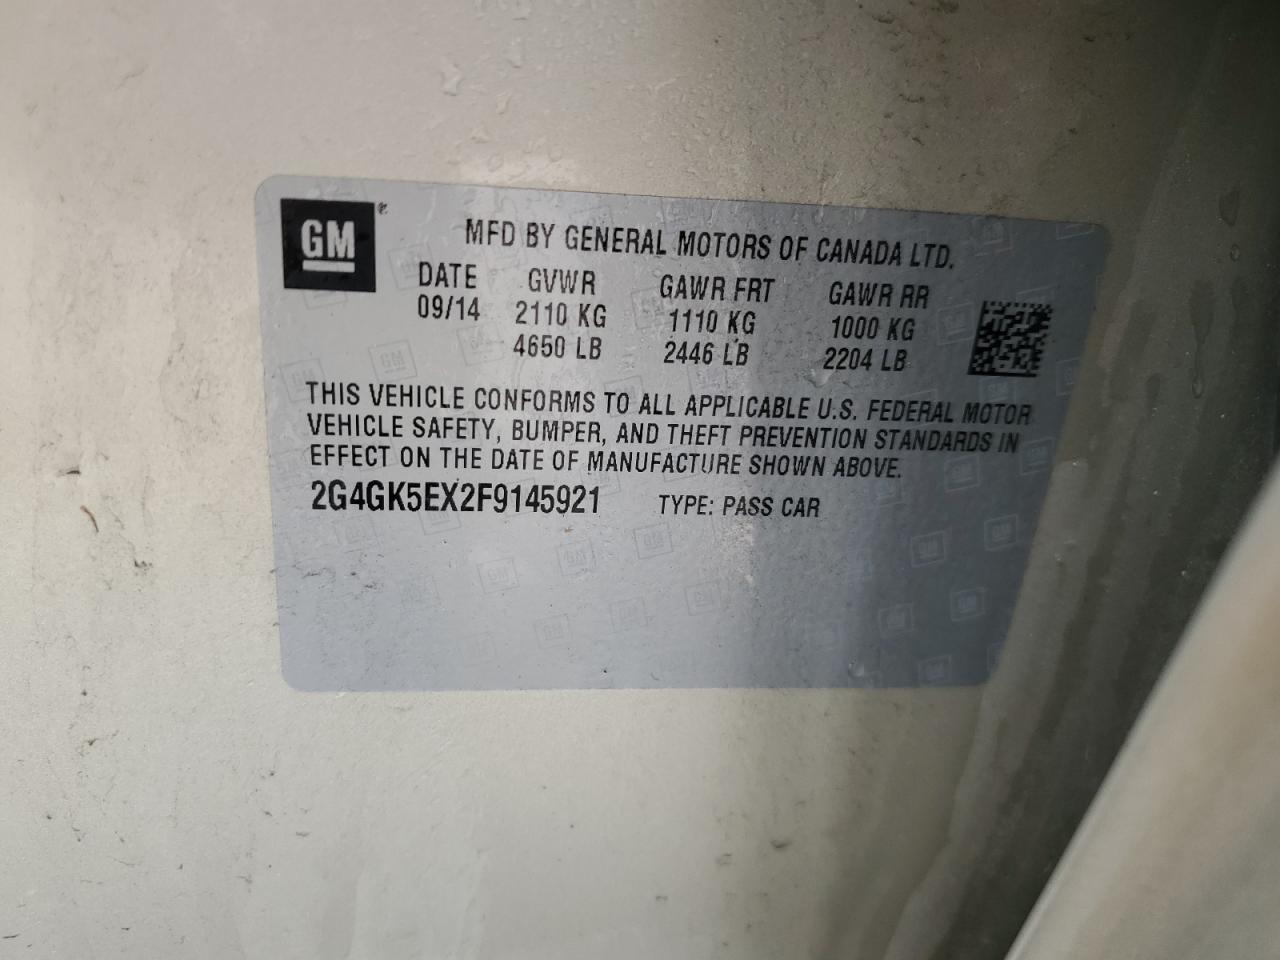 GM ®
MFD BY GENERAL MOTORS OF CANADA LTD.
DATE GVWR GAWR FRT GAWR RR
09/14 2110 KG 1110 KG 1000 KG
4650 LB 2446 LB 2204 LB
THIS VEHICLE CONFORMS TO ALL APPLICABLE U.S. FEDERAL MOTOR
VEHICLE SAFETY, BUMPER, AND THEFT PREVENTION STANDARDS IN
EFFECT ON THE DATE OF MANUFACTURE SHOWN ABOVE.
2G4GK5EX2F9145921 TYPE: PASS CAR